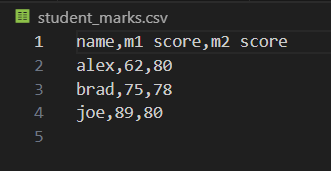 student_marks.csv
1 name,m1 score,m2 score
2 alex,62,80
3 brad,75,78
4 joe,89,80
5